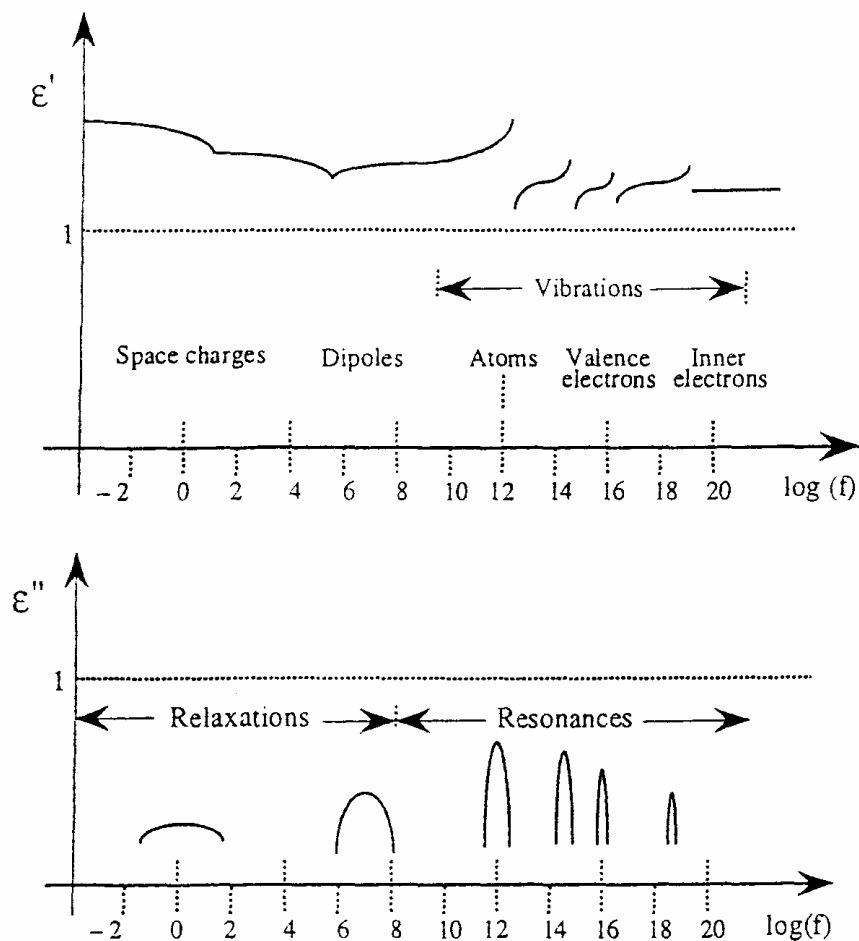 ε'
1
Vibrations
Space charges Dipoles Atoms Valence electrons Inner electrons
-2 0 2 4 6 8 10 12 14 16 18 20 log (f)
ε"
1
Relaxations Resonances
-2 0 2 4 6 8 10 12 14 16 18 20 log(f)